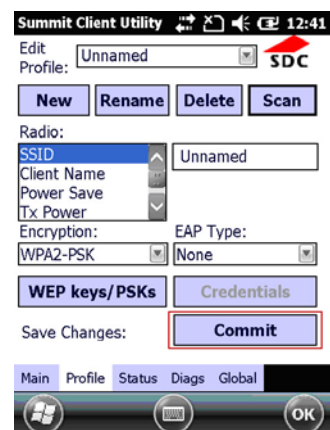 Summit Client Utility 12:41
Edit Profile: Unnamed
SDC
New Rename Delete Scan
Radio:
SSID Unnamed
Client Name
Power Save
Tx Power
Encryption: EAP Type:
WPA2-PSK None
WEP keys/PSKs Credentials
Save Changes: Commit
Main Profile Status Diags Global
OK